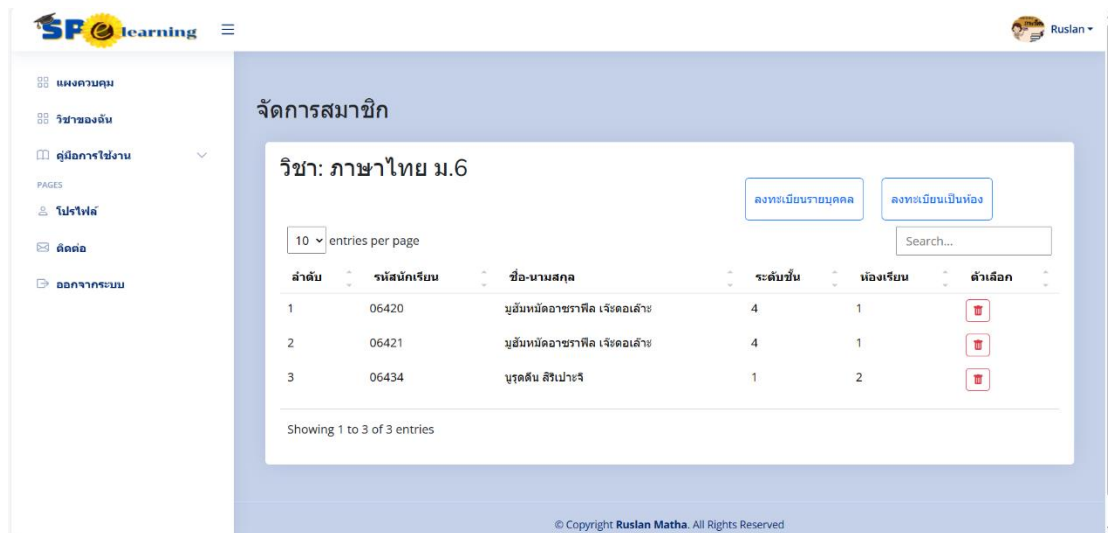 SP@learning
Ruslan
แผงควบคุม
วิชาของฉัน
คู่มือการใช้งาน
PAGES
โปรไฟล์
ติดต่อ
ออกจากระบบ
จัดการสมาชิก
วิชา: ภาษาไทย ม.6
ลงทะเบียนรายบุคคล ลงทะเบียนเป็นห้อง
10 entries per page Search...
ลำดับ รหัสนักเรียน ชื่อ-นามสกุล ระดับชั้น ห้องเรียน ตัวเลือก
1 06420 มูฮัมหมัดอาชราฟีล เจ๊ะดอเล๊าะ 4 1
2 06421 มูฮัมหมัดอาชราฟีล เจ๊ะดอเล๊าะ 4 1
3 06434 นูรุดดีน สิริเปาะจิ 1 2
Showing 1 to 3 of 3 entries
© Copyright Ruslan Matha. All Rights Reserved